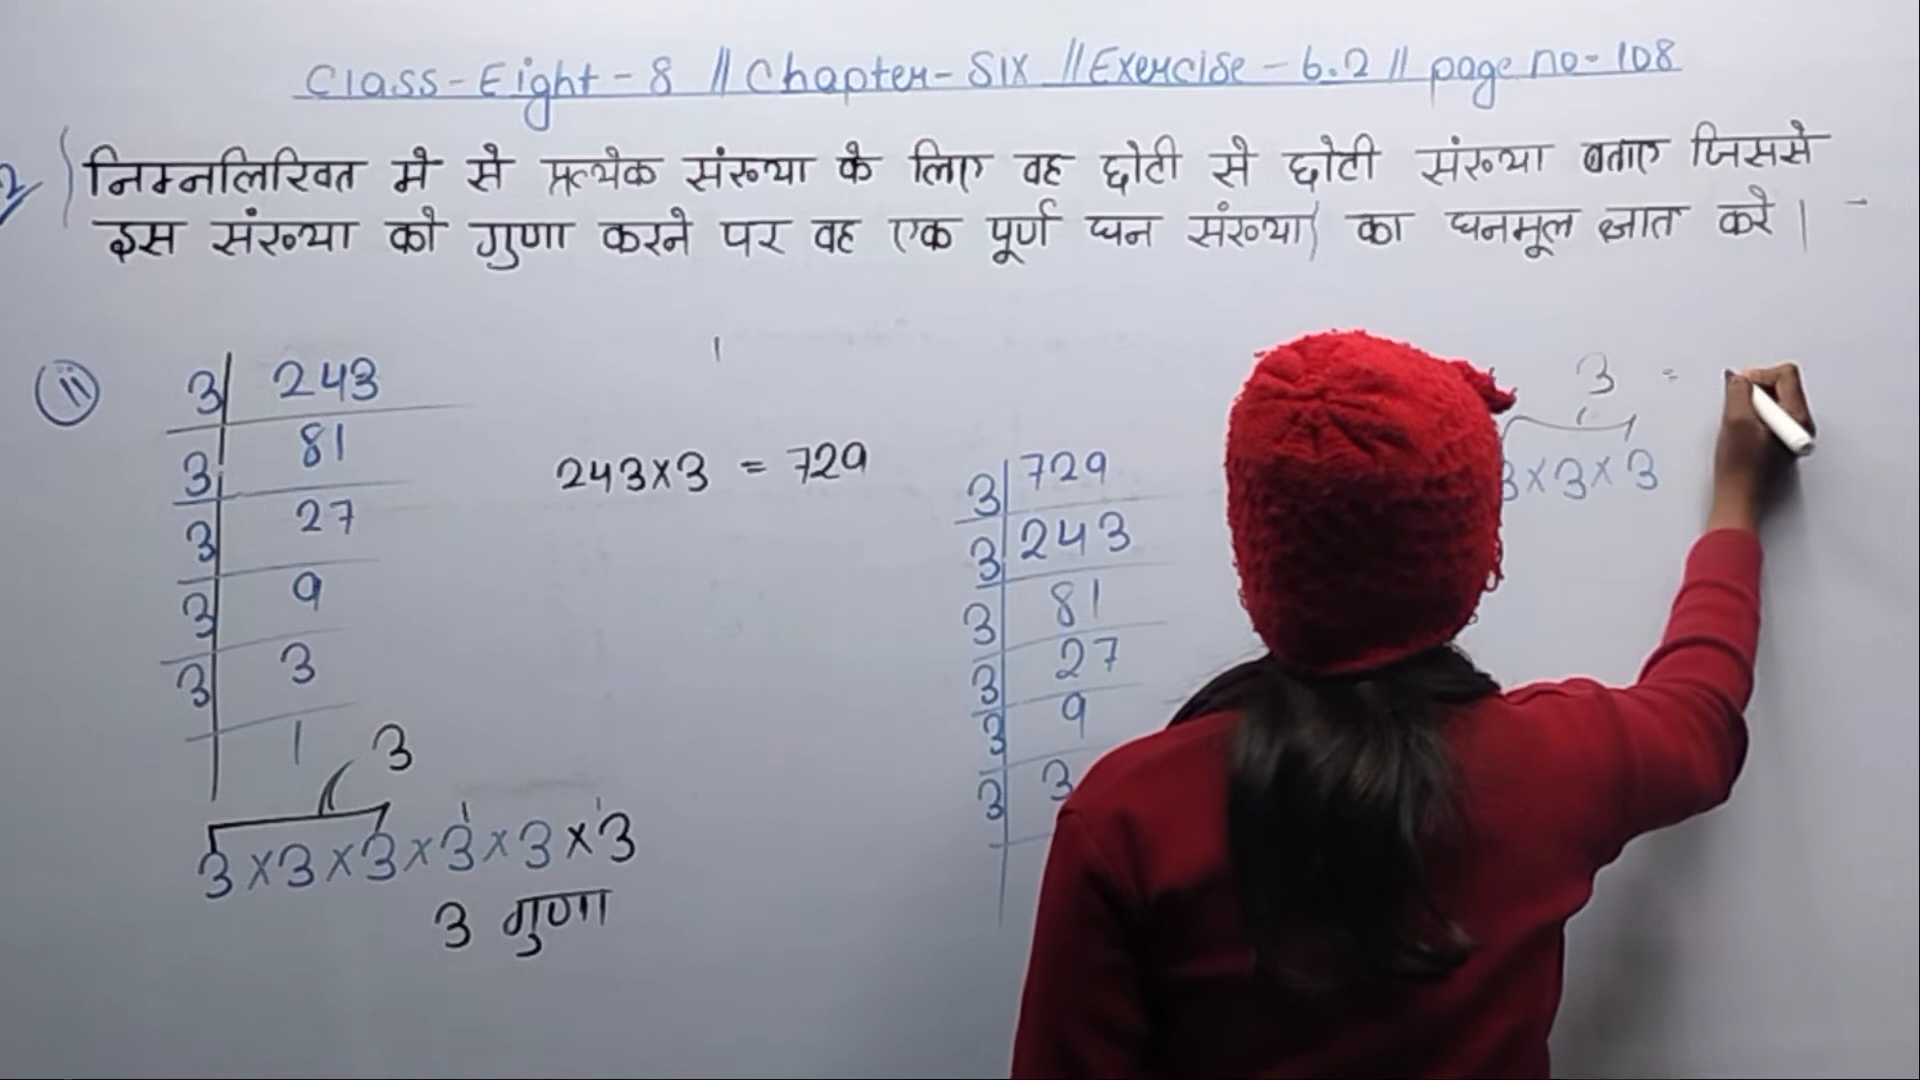 Class-Eight-8 // Chapter-Six // Exercise-6.2 // page no-108
2) निम्नलिखित मे से प्रत्येक संख्या के लिए वह छोटी से छोटी संख्या बताए जिससे
इस संख्या को गुणा करने पर वह एक पूर्ण घन संख्या का घनमूल ज्ञात करे।
ii
3 243
3 81
3 27
3 9
3 3
1
3
3×3×3×3×3×3
3 गुणा
243×3 = 729
3 729
3 243
3 81
3 27
3 9
3 3
3 =
3×3×3